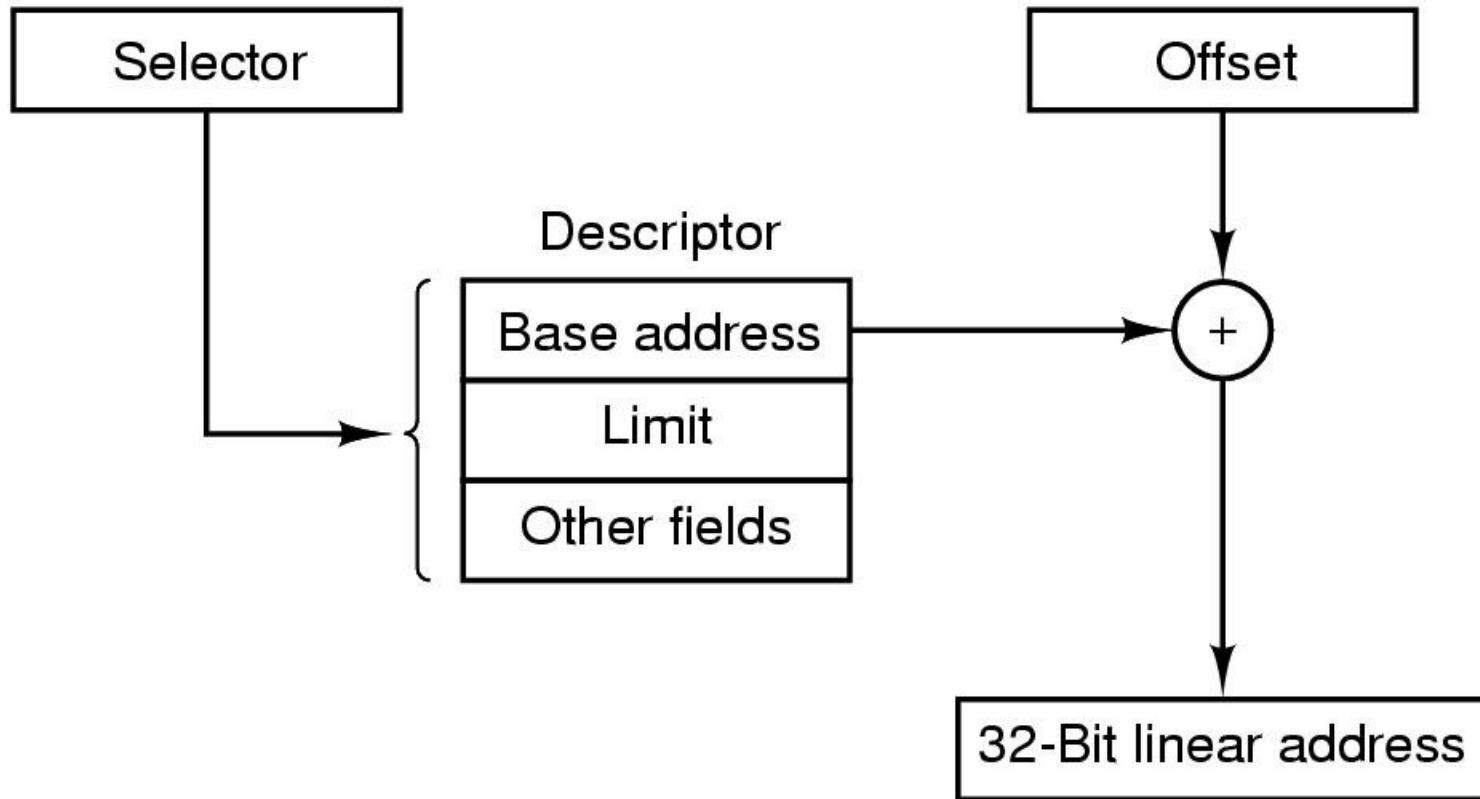 Selector
Offset
Descriptor
Base address
+
Limit
Other fields
32-Bit linear address